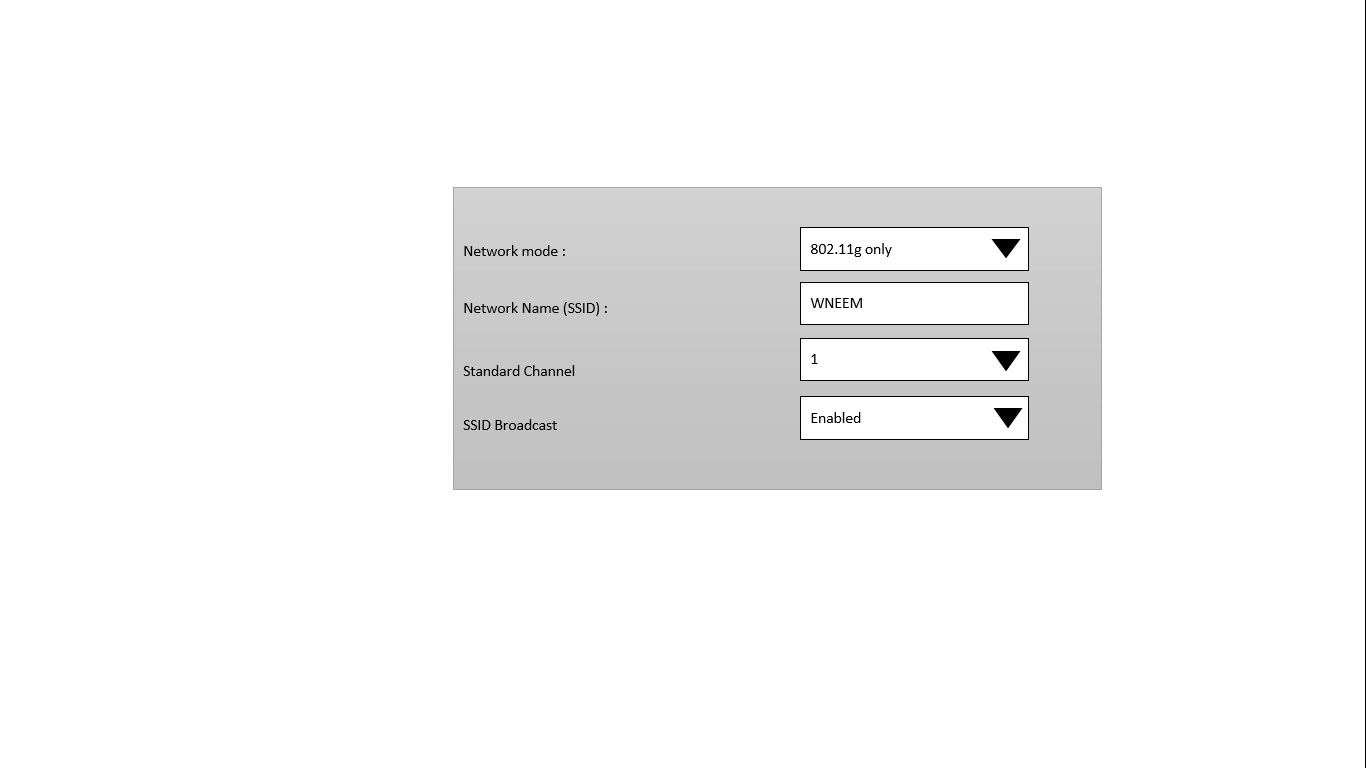 Network mode : 802.11g only
Network Name (SSID) : WNEEM
Standard Channel 1
SSID Broadcast Enabled